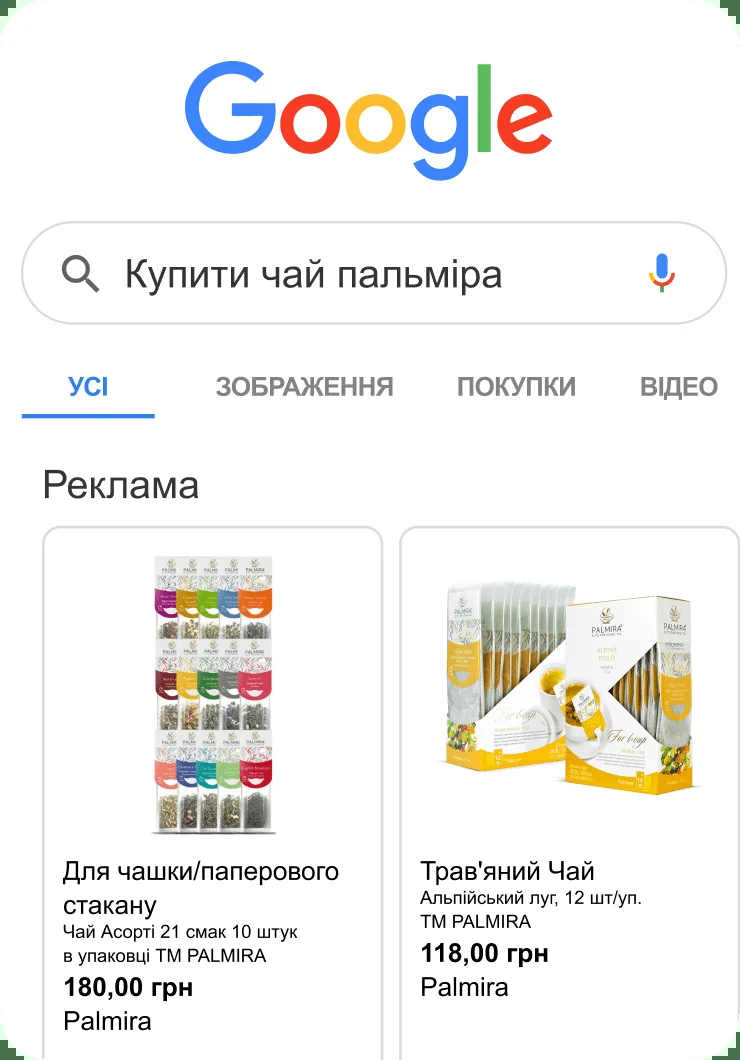 Google
Купити чай пальміра
УСІ ЗОБРАЖЕННЯ ПОКУПКИ ВІДЕО
Реклама
PALMIRA
ALPINE
FIELD
For 1 cup
Для чашки/паперового
стакану
Чай Асорті 21 смак 10 штук
в упаковці ТМ PALMIRA
180,00 грн
Palmira
Трав'яний Чай
Альпійський луг, 12 шт/уп.
ТМ PALMIRA
118,00 грн
Palmira